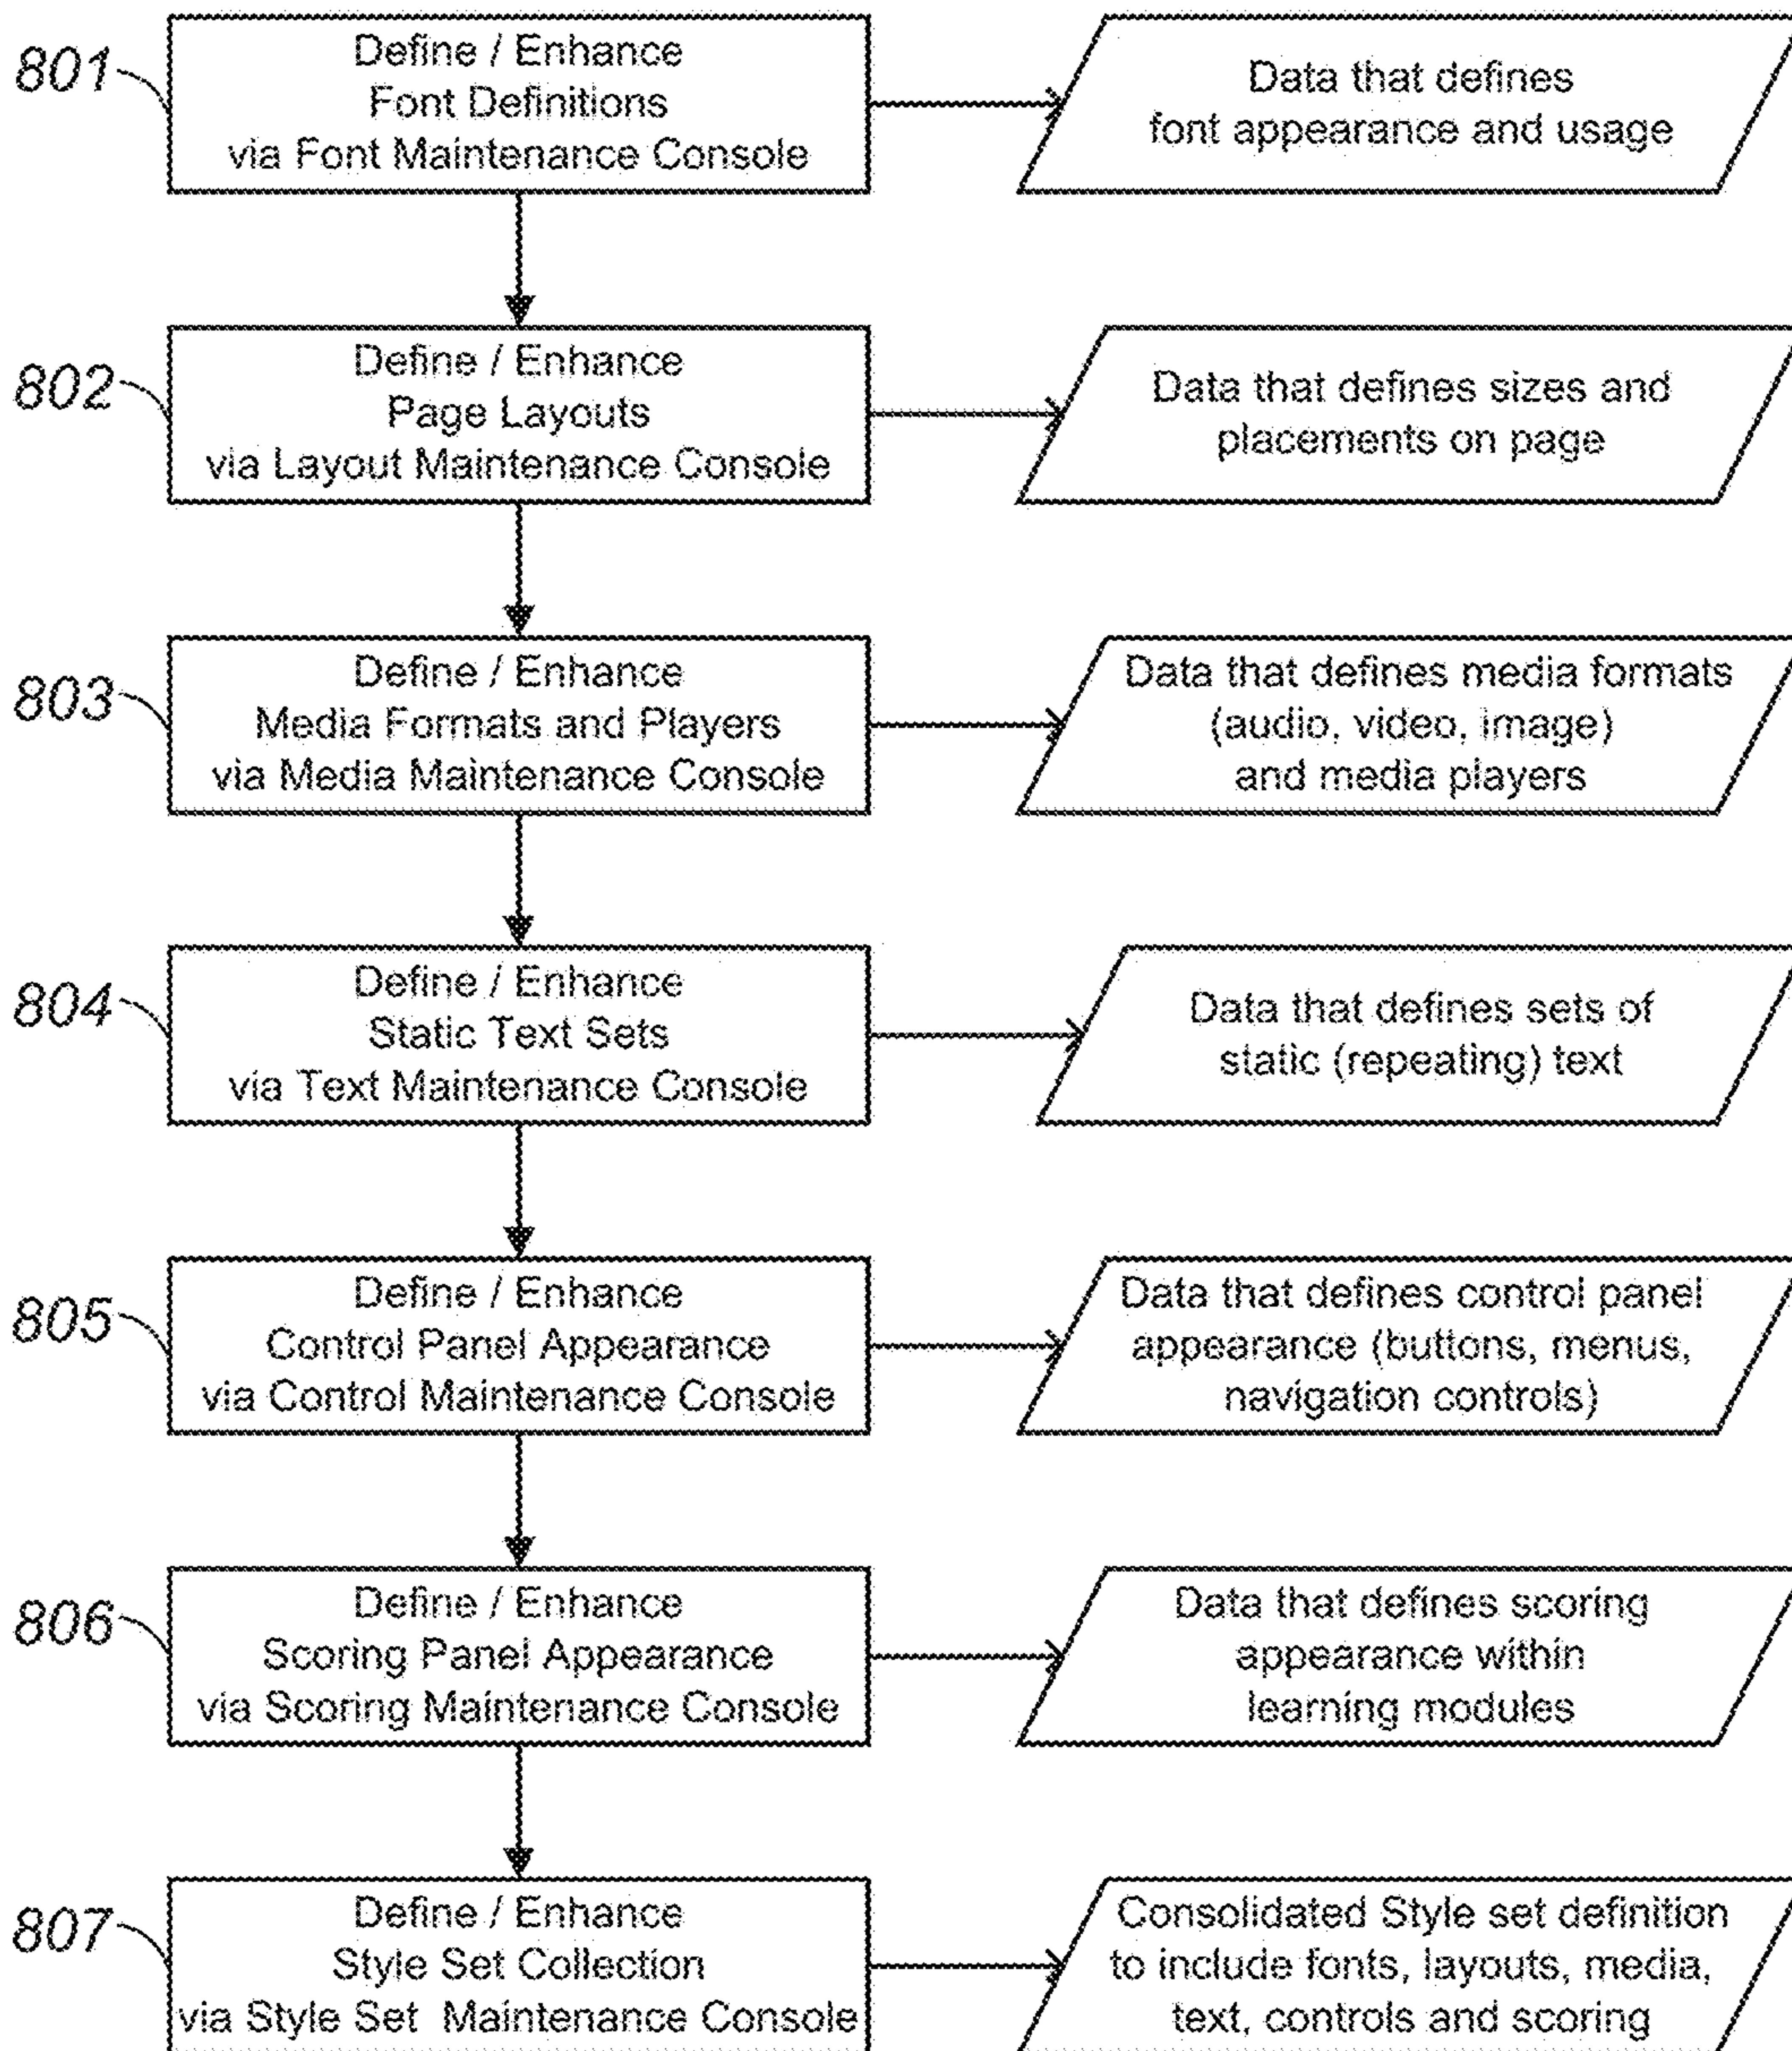 801
Define / Enhance
Font Definitions
via Font Maintenance Console
Data that defines
font appearance and usage
802
Define / Enhance
Page Layouts
via Layout Maintenance Console
Data that defines sizes and
placements on page
803
Define / Enhance
Media Formats and Players
via Media Maintenance Console
Data that defines media formats
(audio, video, image)
and media players
804
Define / Enhance
Static Text Sets
via Text Maintenance Console
Data that defines sets of
static (repeating) text
805
Define / Enhance
Control Panel Appearance
via Control Maintenance Console
Data that defines control panel
appearance (buttons, menus,
navigation controls)
806
Define / Enhance
Scoring Panel Appearance
via Scoring Maintenance Console
Data that defines scoring
appearance within
learning modules
807
Define / Enhance
Style Set Collection
via Style Set Maintenance Console
Consolidated Style set definition
to include fonts, layouts, media,
text, controls and scoring